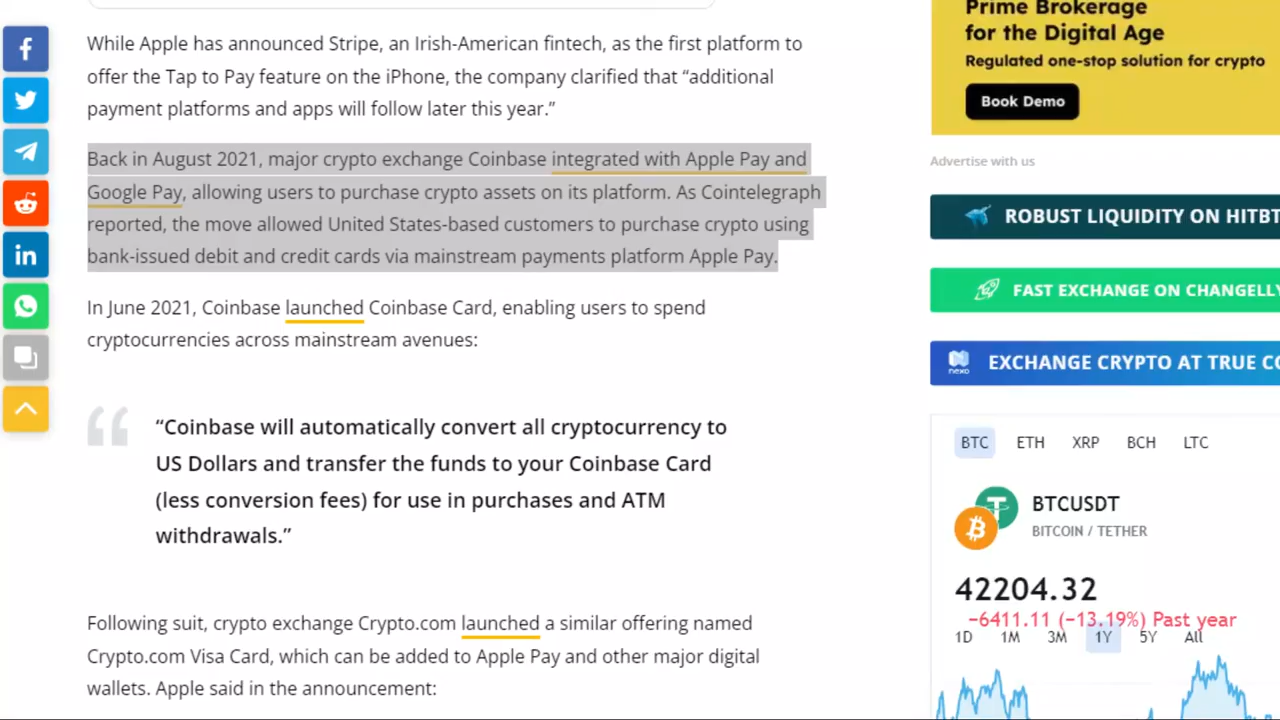 While Apple has announced Stripe, an Irish-American fintech, as the first platform to
offer the Tap to Pay feature on the iPhone, the company clarified that “additional
payment platforms and apps will follow later this year.”
Back in August 2021, major crypto exchange Coinbase integrated with Apple Pay and
Google Pay, allowing users to purchase crypto assets on its platform. As Cointelegraph
reported, the move allowed United States-based customers to purchase crypto using
bank-issued debit and credit cards via mainstream payments platform Apple Pay.
In June 2021, Coinbase launched Coinbase Card, enabling users to spend
cryptocurrencies across mainstream avenues:
“Coinbase will automatically convert all cryptocurrency to
US Dollars and transfer the funds to your Coinbase Card
(less conversion fees) for use in purchases and ATM
withdrawals.”
Following suit, crypto exchange Crypto.com launched a similar offering named
Crypto.com Visa Card, which can be added to Apple Pay and other major digital
wallets. Apple said in the announcement:
Prime Brokerage
for the Digital Age
Regulated one-stop solution for crypto
Book Demo
Advertise with us
ROBUST LIQUIDITY ON HITBT
FAST EXCHANGE ON CHANGELLY
nexo EXCHANGE CRYPTO AT TRUE CO
BTC ETH XRP BCH LTC
BTCUSDT
BITCOIN / TETHER
42204.32
−6411.11 (−13.19%) Past year
1D 1M 3M 1Y 5Y All